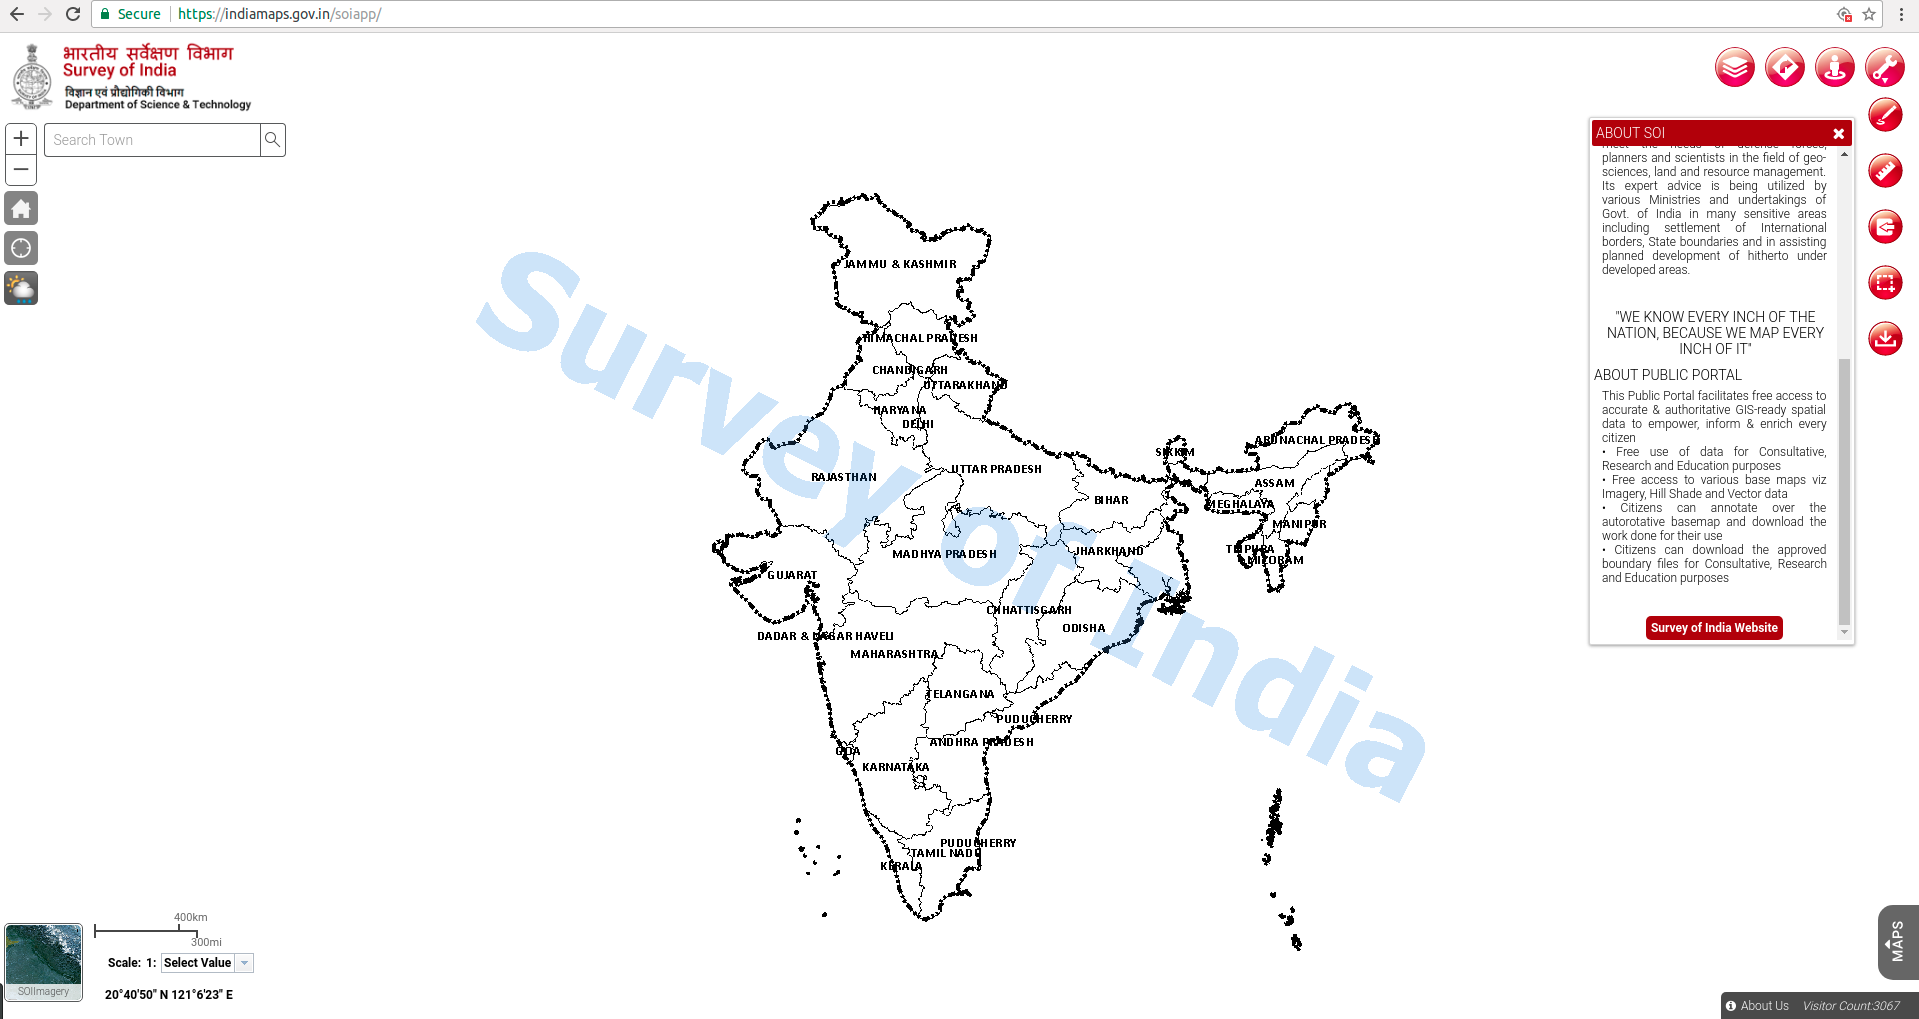 Secure
https://indiamaps.gov.in/soiapp/
भारतीय सर्वेक्षण विभाग
Survey of India
विज्ञान एवं प्रौद्योगिकी विभाग
Department of Science & Technology
Search Town
ABOUT SOI
meet the needs of defense forces,
planners and scientists in the field of geo-
sciences, land and resource management.
Its expert advice is being utilized by
various Ministries and undertakings of
Govt. of India in many sensitive areas
including settlement of International
borders, State boundaries and in assisting
planned development of hitherto under
developed areas.
"WE KNOW EVERY INCH OF THE
NATION, BECAUSE WE MAP EVERY
INCH OF IT"
ABOUT PUBLIC PORTAL
This Public Portal facilitates free access to
accurate & authoritative GIS-ready spatial
data to empower, inform & enrich every
citizen
• Free use of data for Consultative,
Research and Education purposes
• Free access to various base maps viz
Imagery, Hill Shade and Vector data
• Citizens can annotate over the
autorotative basemap and download the
work done for their use
• Citizens can download the approved
boundary files for Consultative, Research
and Education purposes
Survey of India Website
JAMMU & KASHMIR
HIMACHAL PRADESH
CHANDIGARH
UTTARAKHAND
HARYANA
DELHI
RAJASTHAN
UTTAR PRADESH
BIHAR
SIKKIM
ARUNACHAL PRADESH
ASSAM
MEGHALAYA
MANIPUR
TRIPURA
MIZORAM
MADHYA PRADESH
JHARKHAND
GUJARAT
CHHATTISGARH
ODISHA
DADAR & NAGAR HAVELI
MAHARASHTRA
TELANGANA
PUDUCHERRY
ANDHRA PRADESH
GOA
KARNATAKA
PUDUCHERRY
TAMIL NADU
KERALA
Survey of India
400km
300mi
Scale: 1: Select Value
SOIImagery
20°40'50" N 121°6'23" E
MAPS
About Us Visitor Count:3067